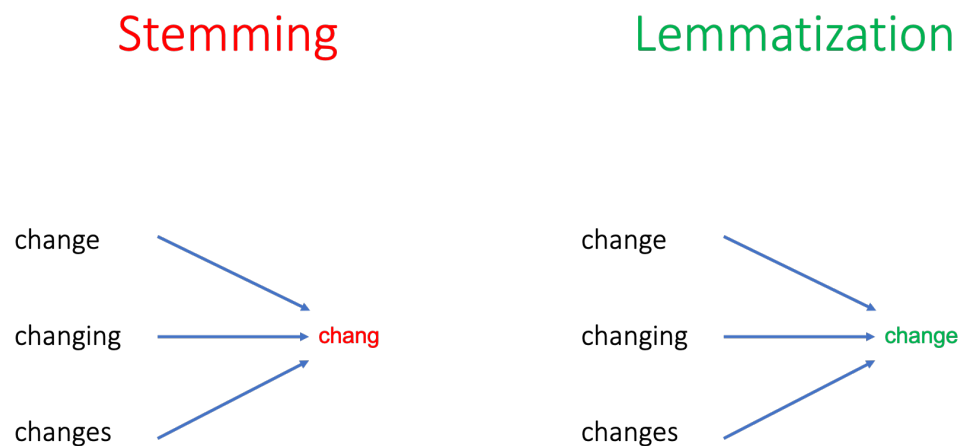 Stemming
change
changing
changes
chang
Lemmatization
change
changing
changes
change